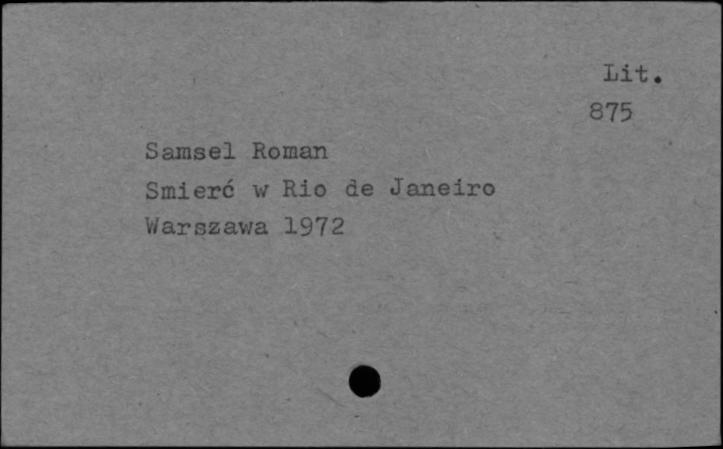 Lit.
875
Samsel Roman
Smierć w Rio de Janeiro
Warszawa 1972